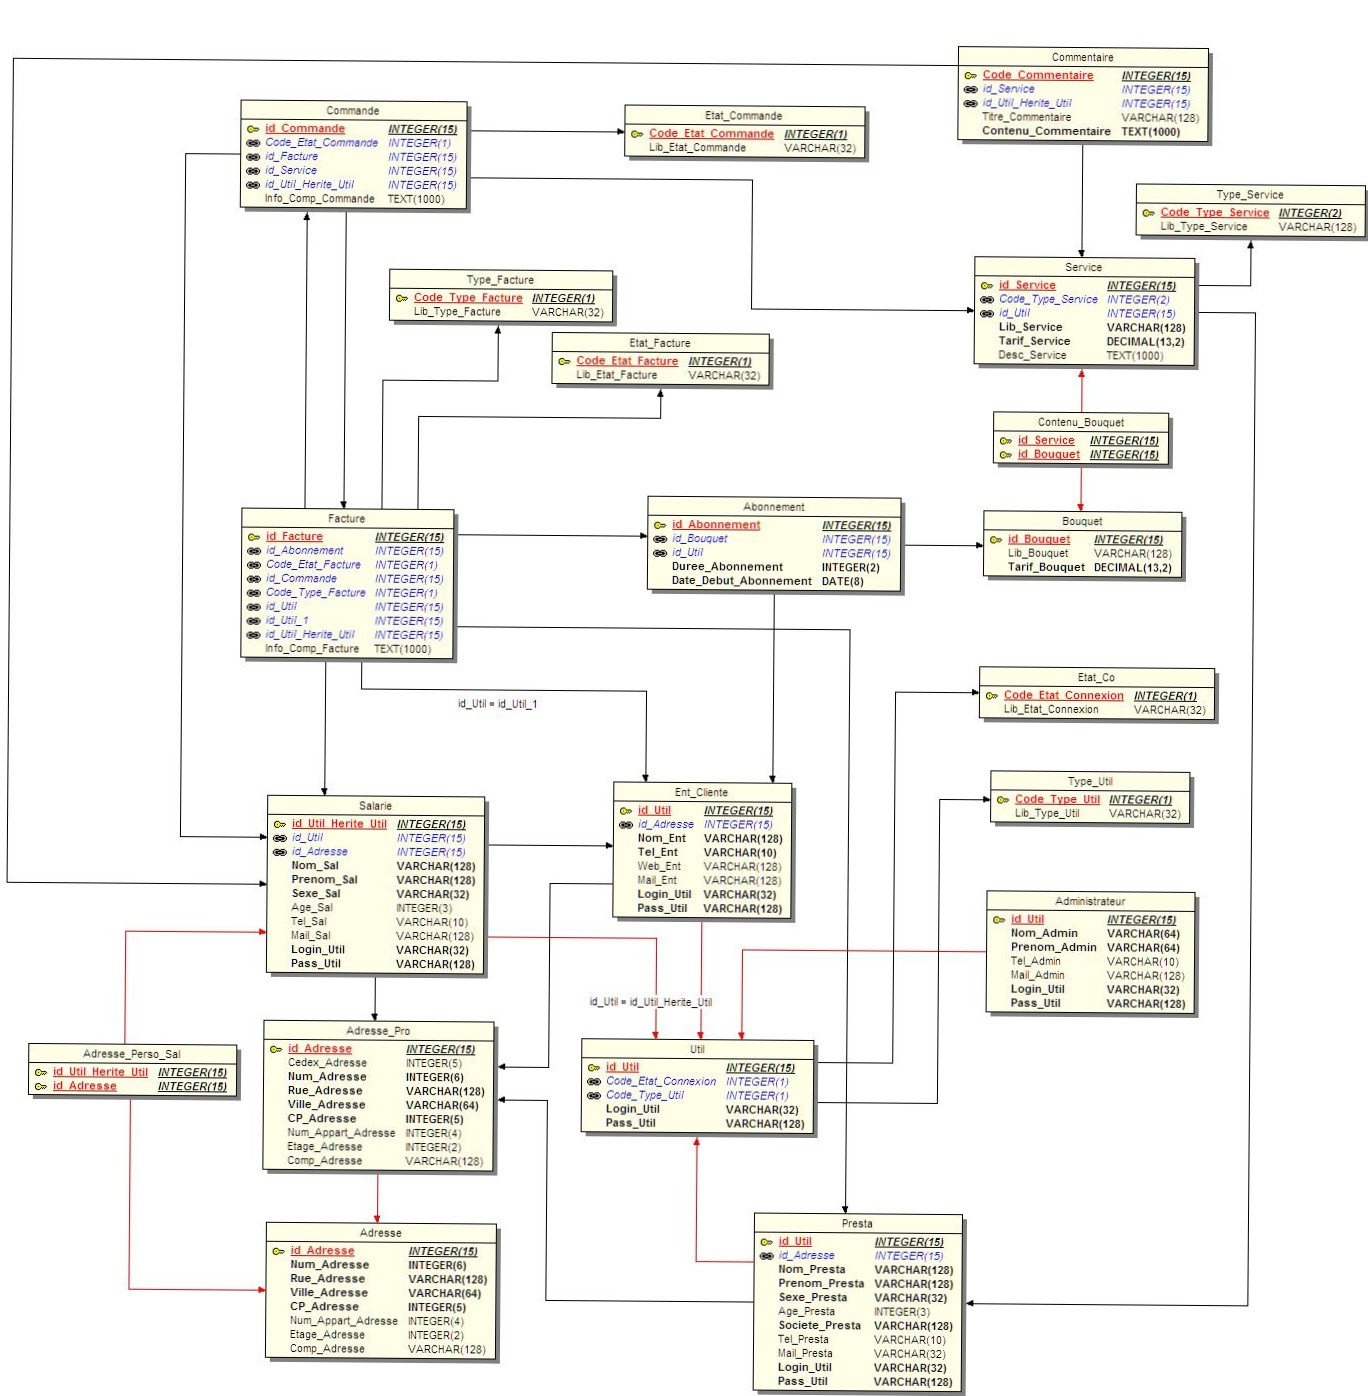 Commentaire
Code_Commentaire INTEGER(15)
id_Service INTEGER(15)
id_Util_Herite_Util INTEGER(15)
Titre_Commentaire VARCHAR(128)
Contenu_Commentaire TEXT(1000)
Commande
id_Commande INTEGER(15)
Code_Etat_Commande INTEGER(1)
id_Facture INTEGER(15)
id_Service INTEGER(15)
id_Util_Herite_Util INTEGER(15)
Info_Comp_Commande TEXT(1000)
Etat_Commande
Code_Etat_Commande INTEGER(1)
Lib_Etat_Commande VARCHAR(32)
Type_Service
Code_Type_Service INTEGER(2)
Lib_Type_Service VARCHAR(128)
Service
id_Service INTEGER(15)
Code_Type_Service INTEGER(2)
id_Util INTEGER(15)
Lib_Service VARCHAR(128)
Tarif_Service DECIMAL(13,2)
Desc_Service TEXT(1000)
Type_Facture
Code_Type_Facture INTEGER(1)
Lib_Type_Facture VARCHAR(32)
Etat_Facture
Code_Etat_Facture INTEGER(1)
Lib_Etat_Facture VARCHAR(32)
Contenu_Bouquet
id_Service INTEGER(15)
id_Bouquet INTEGER(15)
Facture
id_Facture INTEGER(15)
id_Abonnement INTEGER(15)
Code_Etat_Facture INTEGER(1)
id_Commande INTEGER(15)
Code_Type_Facture INTEGER(1)
id_Util INTEGER(15)
id_Util_1 INTEGER(15)
id_Util_Herite_Util INTEGER(15)
Info_Comp_Facture TEXT(1000)
Abonnement
id_Abonnement INTEGER(15)
id_Bouquet INTEGER(15)
id_Util INTEGER(15)
Duree_Abonnement INTEGER(2)
Date_Debut_Abonnement DATE(8)
Bouquet
id_Bouquet INTEGER(15)
Lib_Bouquet VARCHAR(128)
Tarif_Bouquet DECIMAL(13,2)
id_Util = id_Util_1
Etat_Co
Code_Etat_Connexion INTEGER(1)
Lib_Etat_Connexion VARCHAR(32)
Type_Util
Code_Type_Util INTEGER(1)
Lib_Type_Util VARCHAR(32)
Salarie
id_Util_Herite_Util INTEGER(15)
id_Util INTEGER(15)
id_Adresse INTEGER(15)
Nom_Sal VARCHAR(128)
Prenom_Sal VARCHAR(128)
Sexe_Sal VARCHAR(32)
Age_Sal INTEGER(3)
Tel_Sal VARCHAR(10)
Mail_Sal VARCHAR(128)
Login_Util VARCHAR(32)
Pass_Util VARCHAR(128)
Ent_Cliente
id_Util INTEGER(15)
id_Adresse INTEGER(15)
Nom_Ent VARCHAR(128)
Tel_Ent VARCHAR(10)
Web_Ent VARCHAR(128)
Mail_Ent VARCHAR(128)
Login_Util VARCHAR(32)
Pass_Util VARCHAR(128)
Administrateur
id_Util INTEGER(15)
Nom_Admin VARCHAR(64)
Prenom_Admin VARCHAR(64)
Tel_Admin VARCHAR(10)
Mail_Admin VARCHAR(128)
Login_Util VARCHAR(32)
Pass_Util VARCHAR(128)
id_Util = id_Util_Herite_Util
Adresse_Perso_Sal
id_Util_Herite_Util INTEGER(15)
id_Adresse INTEGER(15)
Adresse_Pro
id_Adresse INTEGER(15)
Cedex_Adresse INTEGER(5)
Num_Adresse INTEGER(6)
Rue_Adresse VARCHAR(128)
Ville_Adresse VARCHAR(64)
CP_Adresse INTEGER(5)
Num_Appart_Adresse INTEGER(4)
Etage_Adresse INTEGER(2)
Comp_Adresse VARCHAR(128)
Util
id_Util INTEGER(15)
Code_Etat_Connexion INTEGER(1)
Code_Type_Util INTEGER(1)
Login_Util VARCHAR(32)
Pass_Util VARCHAR(128)
Adresse
id_Adresse INTEGER(15)
Num_Adresse INTEGER(6)
Rue_Adresse VARCHAR(128)
Ville_Adresse VARCHAR(64)
CP_Adresse INTEGER(5)
Num_Appart_Adresse INTEGER(4)
Etage_Adresse INTEGER(2)
Comp_Adresse VARCHAR(128)
Presta
id_Util INTEGER(15)
id_Adresse INTEGER(15)
Nom_Presta VARCHAR(128)
Prenom_Presta VARCHAR(128)
Sexe_Presta VARCHAR(32)
Age_Presta INTEGER(3)
Societe_Presta VARCHAR(128)
Tel_Presta VARCHAR(10)
Mail_Presta VARCHAR(32)
Login_Util VARCHAR(32)
Pass_Util VARCHAR(128)